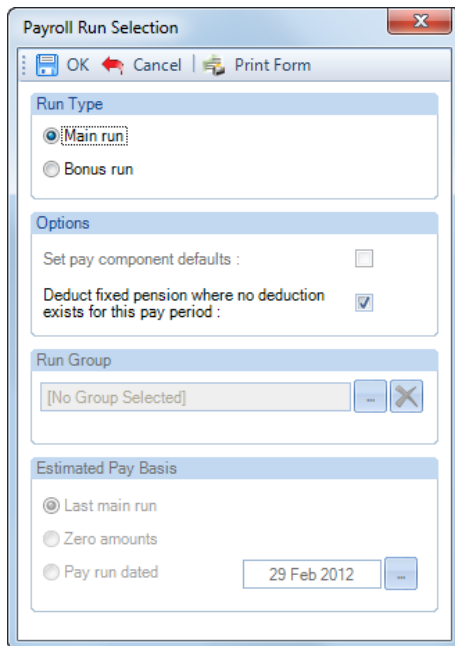 Payroll Run Selection
OK Cancel Print Form
Run Type
Main run
Bonus run
Options
Set pay component defaults :
Deduct fixed pension where no deduction
exists for this pay period :
Run Group
[No Group Selected] ...
Estimated Pay Basis
Last main run
Zero amounts
Pay run dated 29 Feb 2012 ...